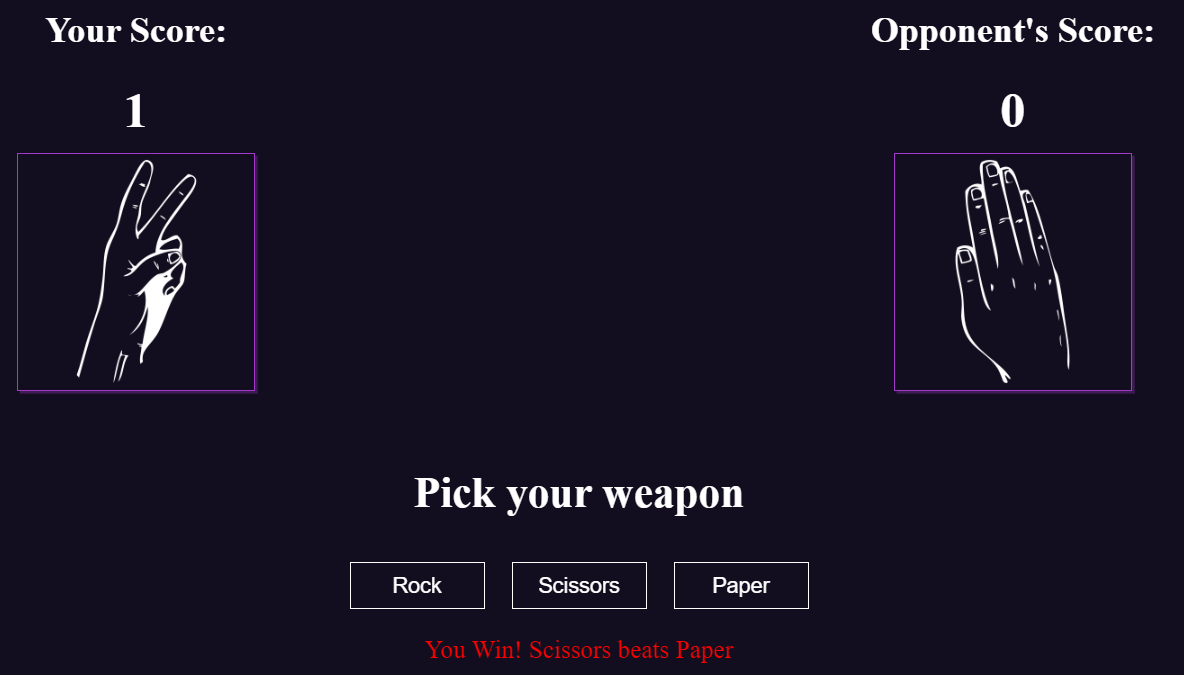 Your Score:
Opponent's Score:
1
0
Pick your weapon
Rock
Scissors
Paper
You Win! Scissors beats Paper